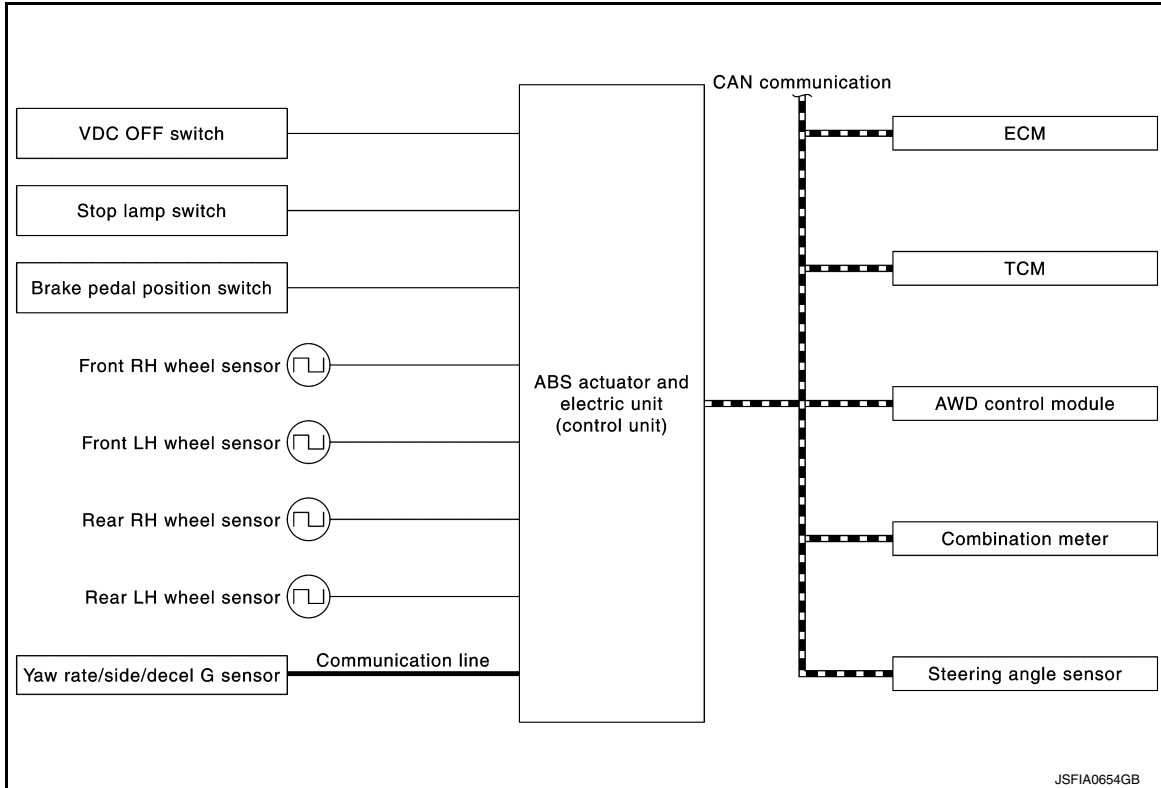 CAN communication
VDC OFF switch
Stop lamp switch
Brake pedal position switch
Front RH wheel sensor
Front LH wheel sensor
Rear RH wheel sensor
Rear LH wheel sensor
Yaw rate/side/decel G sensor
Communication line
ABS actuator and
electric unit
(control unit)
ECM
TCM
AWD control module
Combination meter
Steering angle sensor
JSFIA0654GB